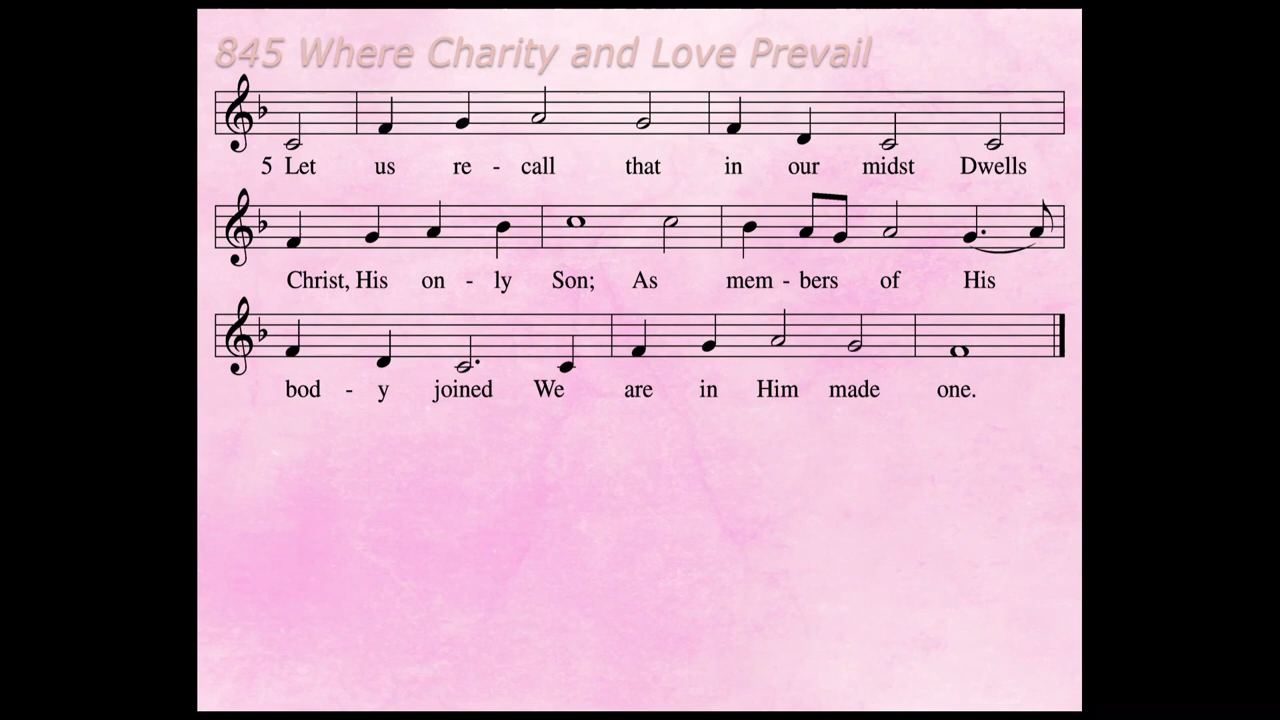 845 Where Charity and Love Prevail
5 Let us re - call that in our midst Dwells
Christ, His on - ly Son; As mem - bers of His
bod - y joined We are in Him made one.